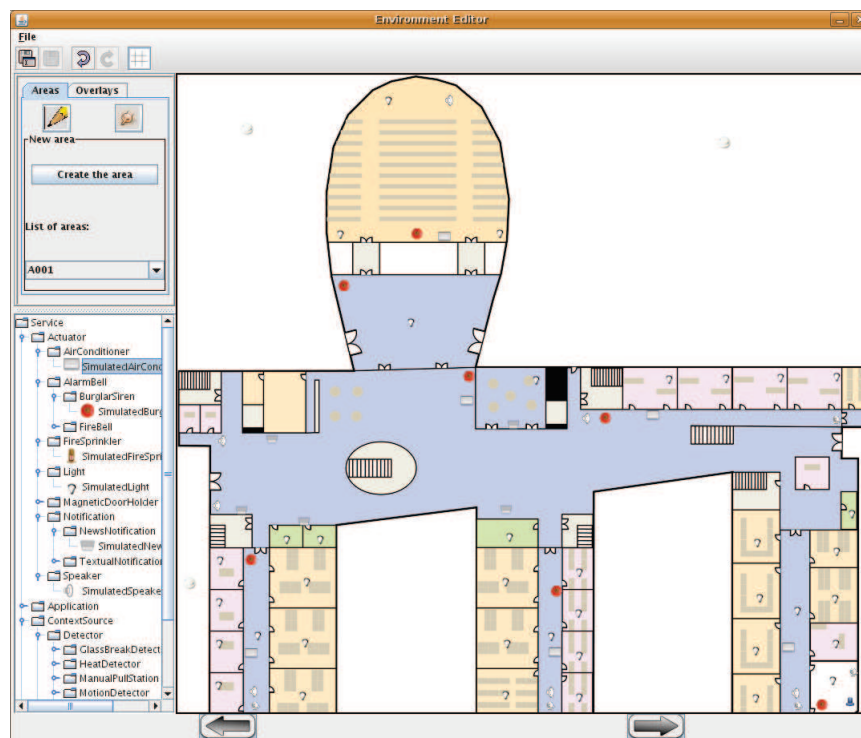 Environment Editor
File
Areas Overlays
New area
Create the area
List of areas:
A001
Service
Actuator
AirConditioner
SimulatedAirCond
AlarmBell
BurglarSiren
SimulatedBurg
FireBell
FireSprinkler
SimulatedFireSpri
Light
SimulatedLight
MagneticDoorHolder
Notification
NewsNotification
SimulatedNew
TextualNotification
Speaker
SimulatedSpeake
Application
ContextSource
Detector
GlassBreakDetect
HeatDetector
ManualPullStation
MotionDetector